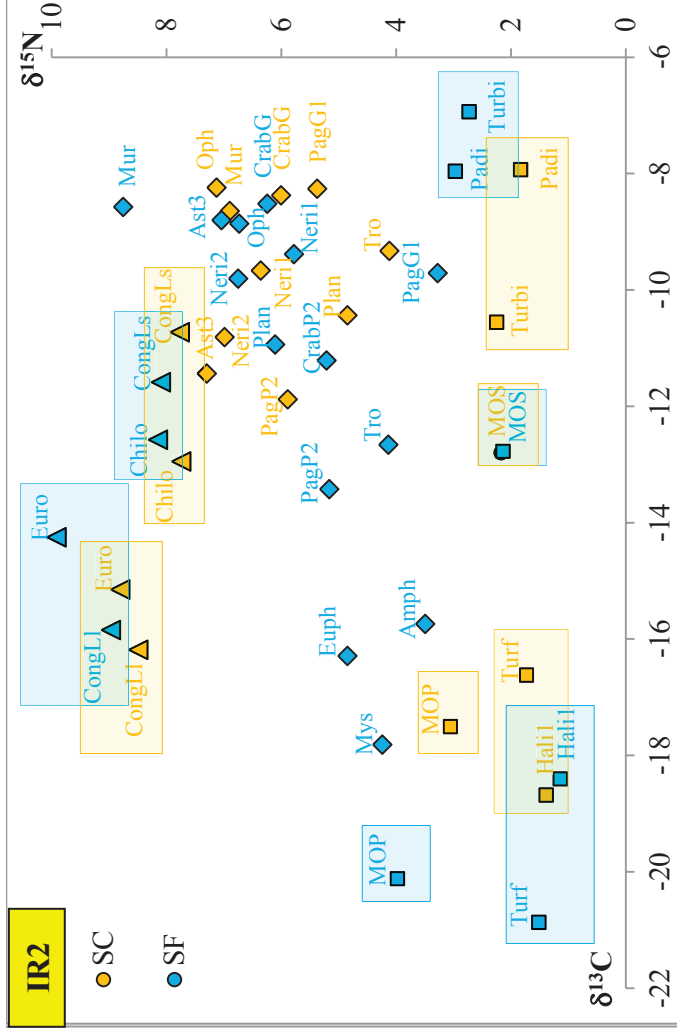 IR2
SC
SF
δ15N
10
8
6
4
2
0
-22
-20
-18
-16
-14
-12
-10
-8
-6
δ13C
Euro
CongL1
Euro
CongL1
Chilo
CongLs
Chilo
CongLs
Mur
Oph
Mur
Ast3
Oph
CrabG
CrabG
PagG1
Neri2
Neri1
Neri1
Ast3
Neri2
Plan
Plan
CrabP2
PagP2
PagP2
Tro
Tro
PagG1
Euph
Amph
Mys
MOP
MOP
MOS
MOS
Padi
Turbi
Padi
Turbi
Turf
Hali1
Hali1
Turf